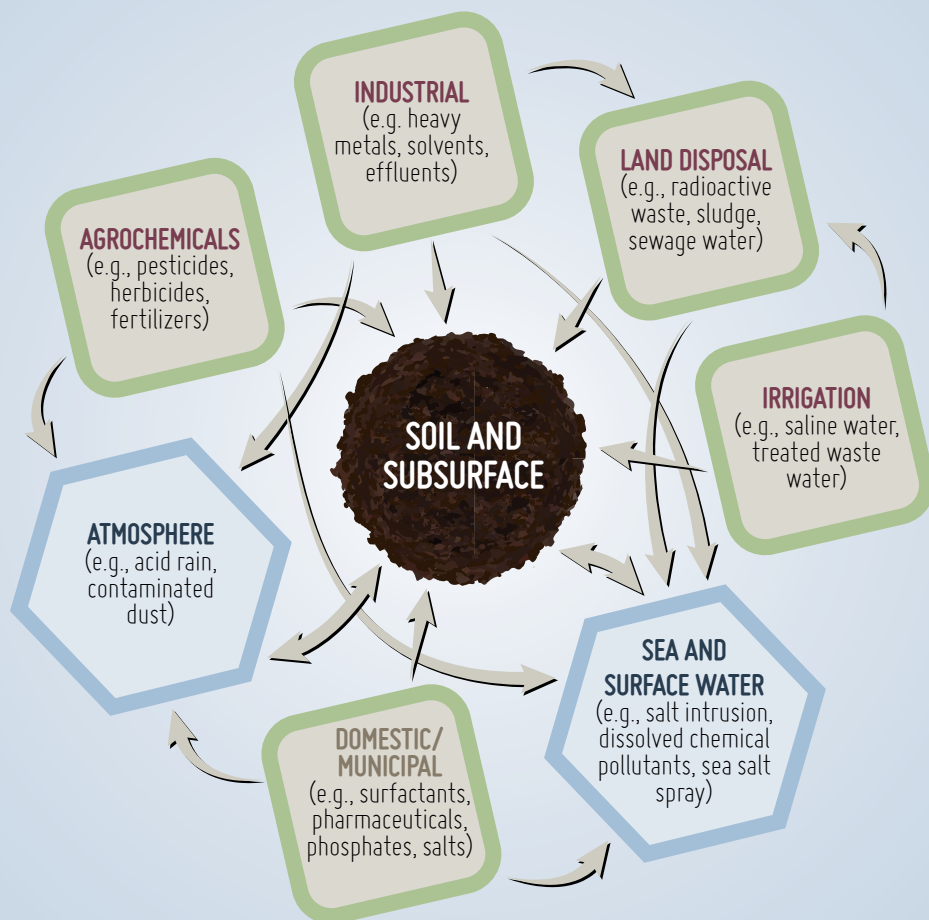 INDUSTRIAL
(e.g. heavy
metals, solvents,
effluents)
LAND DISPOSAL
(e.g., radioactive
waste, sludge,
sewage water)
AGROCHEMICALS
(e.g., pesticides,
herbicides,
fertilizers)
IRRIGATION
(e.g., saline water,
treated waste
water)
SOIL AND
SUBSURFACE
ATMOSPHERE
(e.g., acid rain,
contaminated
dust)
SEA AND
SURFACE WATER
(e.g., salt intrusion,
dissolved chemical
pollutants, sea salt
spray)
DOMESTIC/
MUNICIPAL
(e.g., surfactants,
pharmaceuticals,
phosphates, salts)